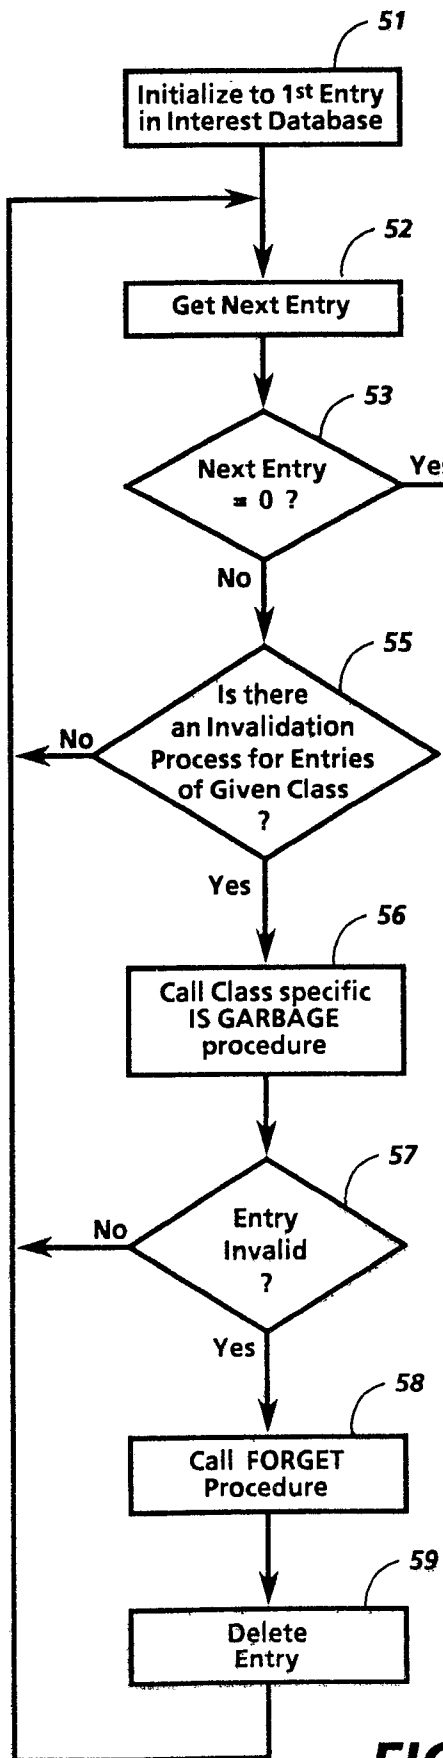 51
Initialize to 1st Entry
in Interest Database
52
Get Next Entry
53
Next Entry
= 0 ?
Yes
No
55
Is there
an Invalidation
Process for Entries
of Given Class
?
No
Yes
56
Call Class specific
IS GARBAGE
procedure
57
Entry
Invalid
?
No
Yes
58
Call FORGET
Procedure
59
Delete
Entry